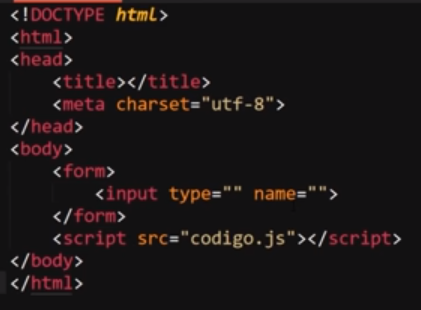 <!DOCTYPE html>
<html>
<head>
    <title></title>
    <meta charset="utf-8">
</head>
<body>
    <form>
        <input type="" name="">
    </form>
    <script src="codigo.js"></script>
</body>
</html>